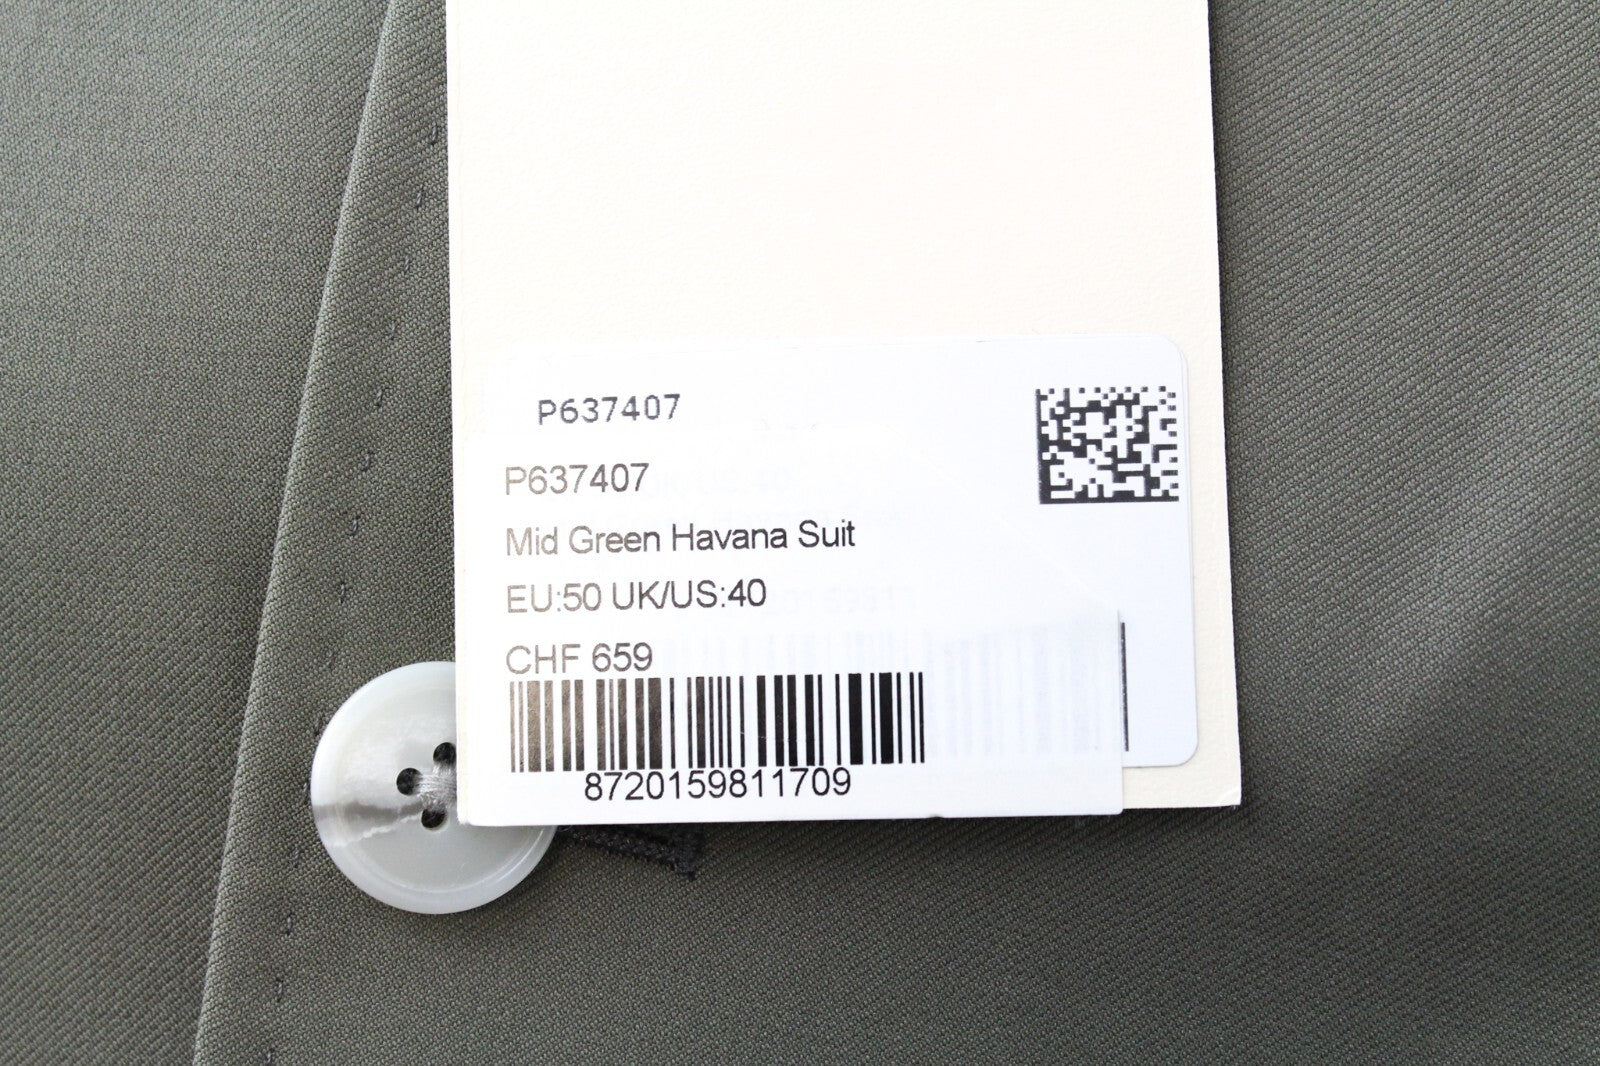 P637407
P637407
Mid Green Havana Suit
EU:50 UK/US:40
CHF 659
8720159811709